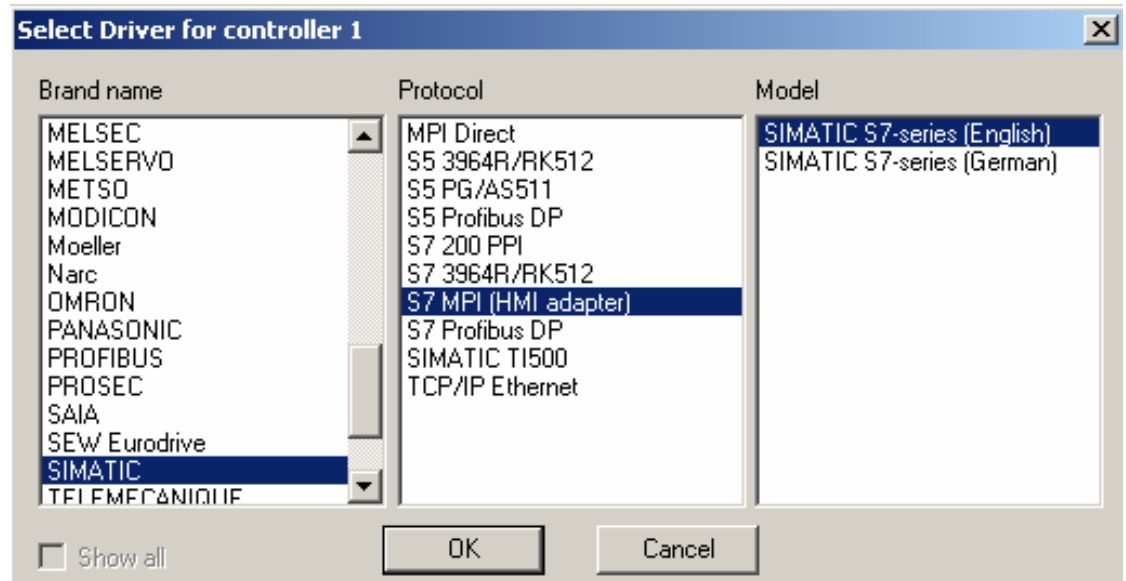 Select Driver for controller 1
Brand name
Protocol
Model
MELSEC
MELSERVO
METSO
MODICON
Moeller
Narc
OMRON
PANASONIC
PROFIBUS
PROSEC
SAIA
SEW Eurodrive
SIMATIC
TELEMECANIQUE
MPI Direct
S5 3964R/RK512
S5 PG/AS511
S5 Profibus DP
S7 200 PPI
S7 3964R/RK512
S7 MPI (HMI adapter)
S7 Profibus DP
SIMATIC TI500
TCP/IP Ethernet
SIMATIC S7-series (English)
SIMATIC S7-series (German)
Show all
OK
Cancel